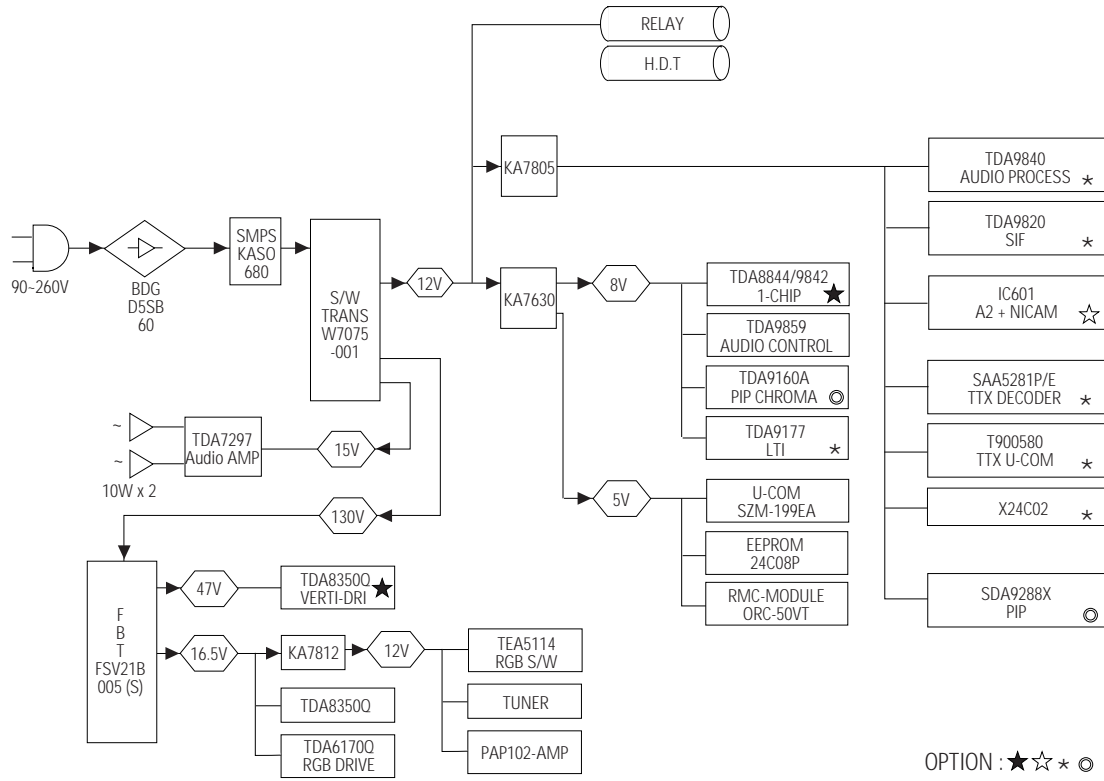 RELAY
H.D.T
KA7805
TDA9840
AUDIO PROCESS *
TDA9820
SIF *
IC601
A2 + NICAM ☆
SAA5281P/E
TTX DECODER *
T900580
TTX U-COM *
X24C02 *
SDA9288X
PIP ◎
90~260V
BDG
D5SB
60
SMPS
KASO
680
S/W
TRANS
W7075
-001
12V
KA7630
8V
TDA8844/9842
1-CHIP ★
TDA9859
AUDIO CONTROL
TDA9160A
PIP CHROMA ◎
TDA9177
LTI *
5V
U-COM
SZM-199EA
EEPROM
24C08P
RMC-MODULE
ORC-50VT
~
~
10W x 2
TDA7297
Audio AMP
15V
130V
F
B
T
FSV21B
005 (S)
47V
TDA8350Q
VERTI-DRI ★
16.5V
KA7812
12V
TEA5114
RGB S/W
TUNER
PAP102-AMP
TDA8350Q
TDA6170Q
RGB DRIVE
OPTION : ★ ☆ * ◎